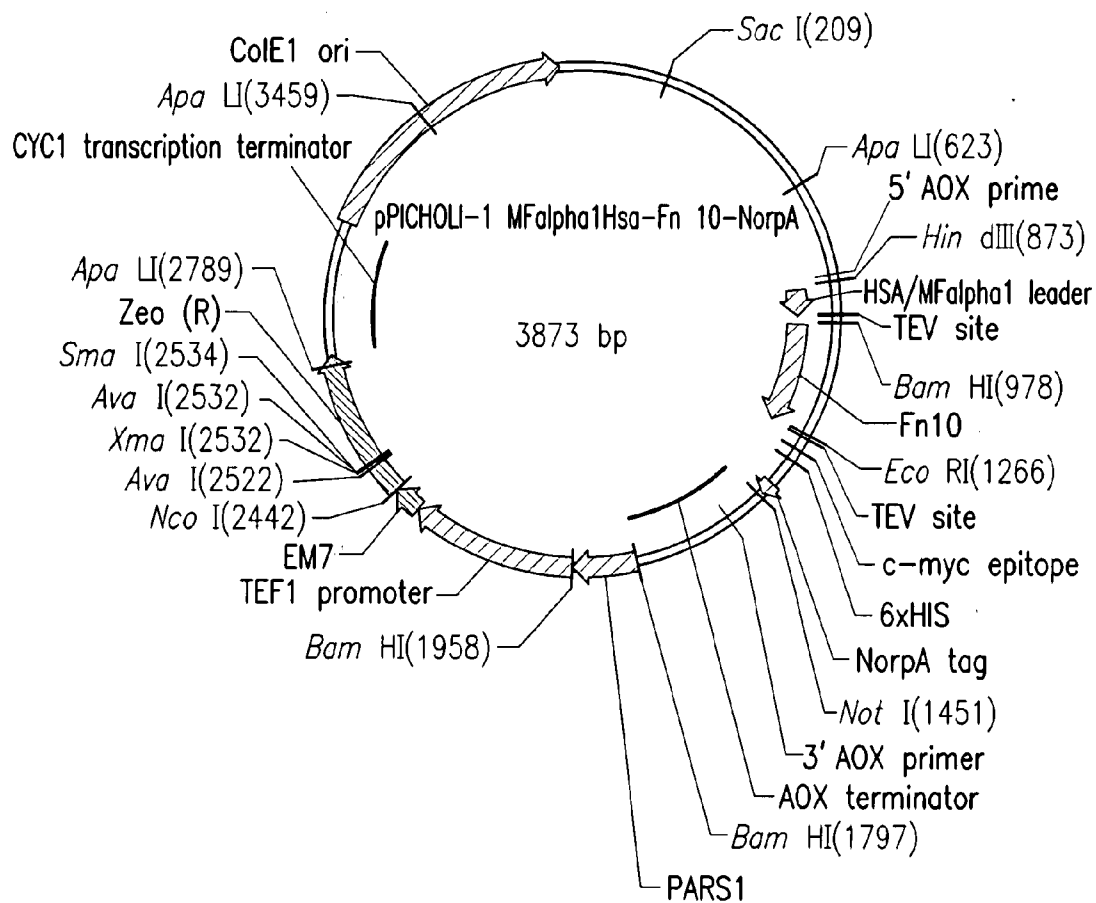 Sac I(209)
ColE1 ori
Apa LI(3459)
CYC1 transcription terminator
Apa LI(623)
5' AOX prime
pPICHOLI-1 MFalpha1Hsa-Fn 10-NorpA
Hin dIII(873)
Apa LI(2789)
HSA/MFalpha1 leader
Zeo (R)
TEV site
3873 bp
Sma I(2534)
Bam HI(978)
Ava I(2532)
Fn10
Xma I(2532)
Eco RI(1266)
Ava I(2522)
TEV site
Nco I(2442)
c-myc epitope
EM7
TEF1 promoter
6xHIS
Bam HI(1958)
NorpA tag
Not I(1451)
3' AOX primer
AOX terminator
Bam HI(1797)
PARS1